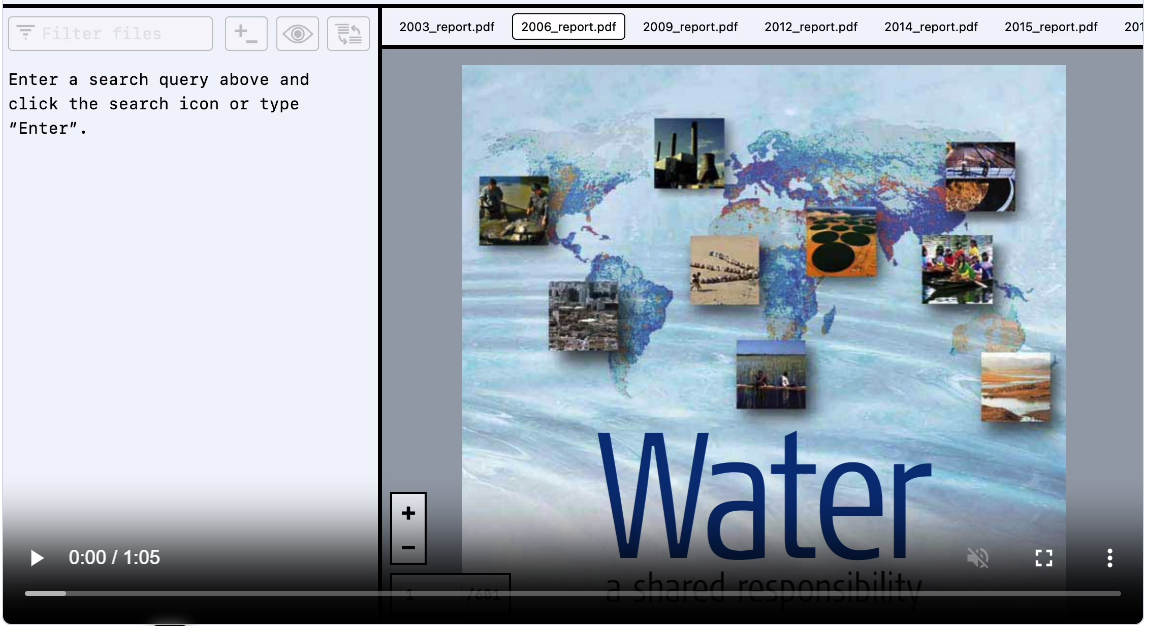 Filter files
2003_report.pdf
2006_report.pdf
2009_report.pdf
2012_report.pdf
2014_report.pdf
2015_report.pdf
201
Enter a search query above and
click the search icon or type
"Enter".
Water
a shared responsibility
+
−
1 /601
0:00 / 1:05